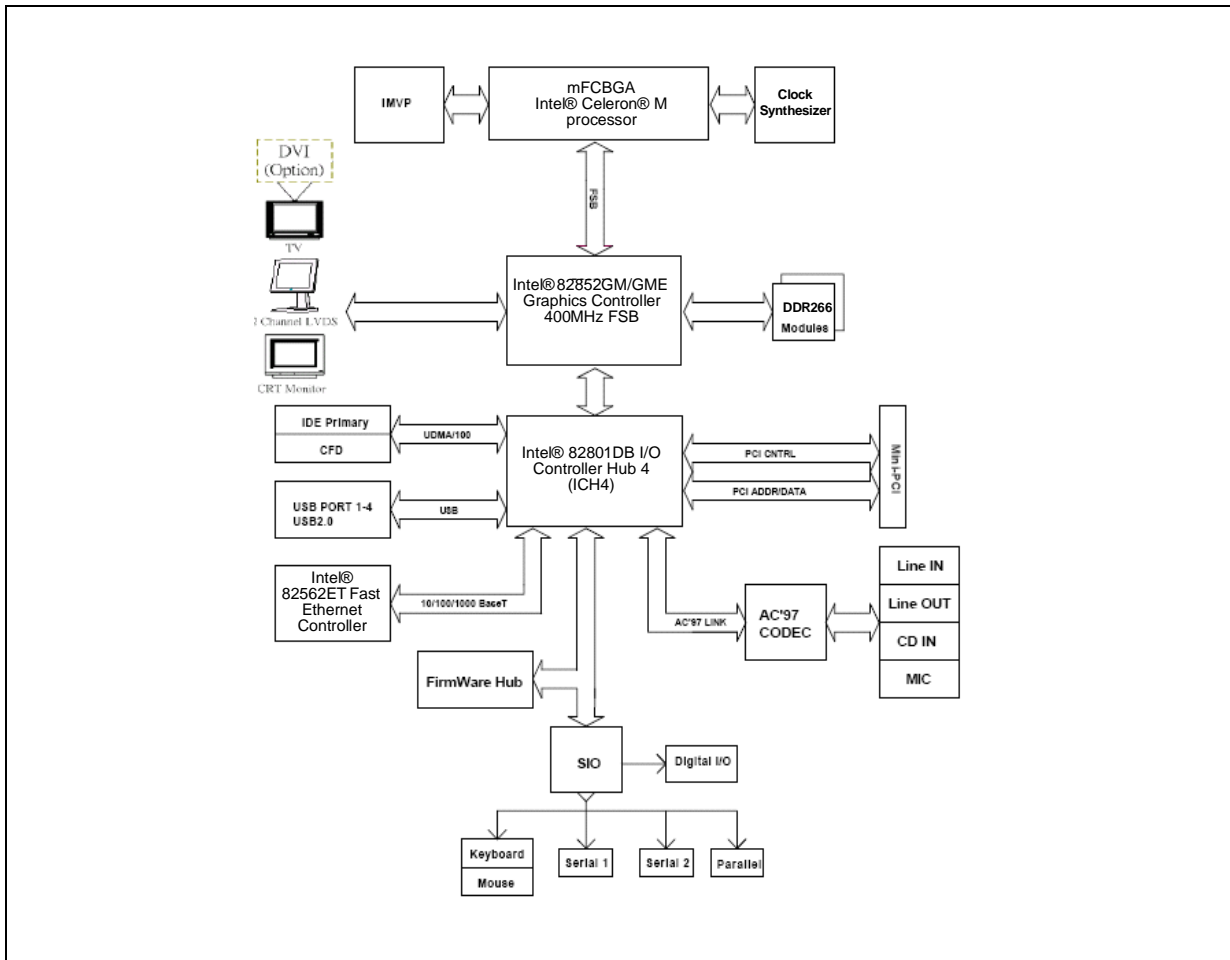 IMVP
mFCBGA
Intel® Celeron® M
processor
Clock
Synthesizer
DVI
(Option)
FSB
TV
Intel® 82852GM/GME
Graphics Controller
400MHz FSB
DDR266
Modules
2 Channel LVDS
CRT Monitor
IDE Primary
CFD
UDMA/100
Intel® 82801DB I/O
Controller Hub 4
(ICH4)
PCI CNTRL
PCI ADDR/DATA
Mini-PCI
USB PORT 1-4
USB2.0
USB
Intel®
82562ET Fast
Ethernet
Controller
10/100/1000 BaseT
AC'97 LINK
AC'97
CODEC
Line IN
Line OUT
CD IN
MIC
FirmWare Hub
SIO
Digital I/O
Keyboard
Mouse
Serial 1
Serial 2
Parallel